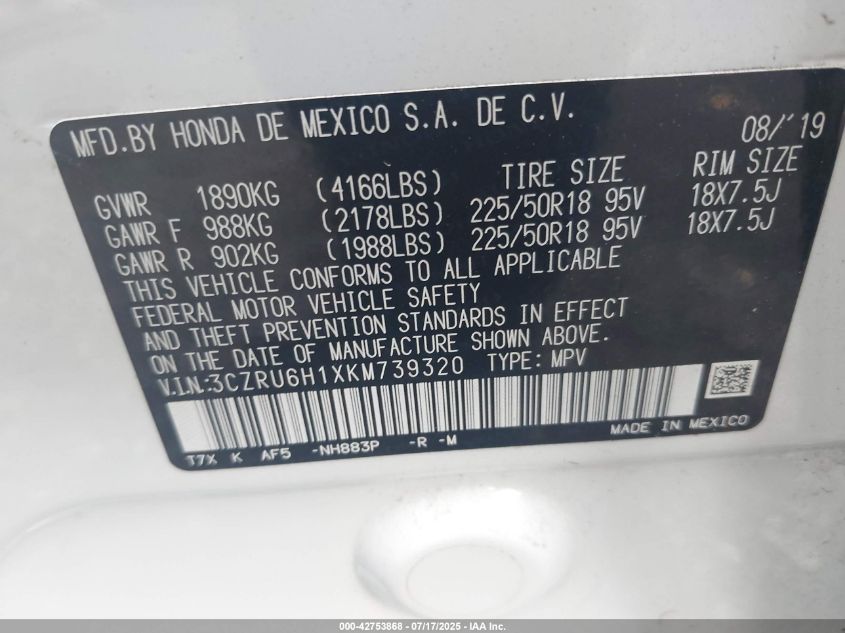 MFD.BY HONDA DE MEXICO S.A. DE C.V. 08/'19
TIRE SIZE RIM SIZE
GVWR 1890KG (4166LBS)
GAWR F 988KG (2178LBS) 225/50R18 95V 18X7.5J
GAWR R 902KG (1988LBS) 225/50R18 95V 18X7.5J
THIS VEHICLE CONFORMS TO ALL APPLICABLE
FEDERAL MOTOR VEHICLE SAFETY
AND THEFT PREVENTION STANDARDS IN EFFECT
ON THE DATE OF MANUFACTURE SHOWN ABOVE.
V.I.N.:3CZRU6H1XKM739320 TYPE: MPV
MADE IN MEXICO
T7X K AF5 -NH883P -R -M
000-42753868 - 07/17/2025 - IAA Inc.